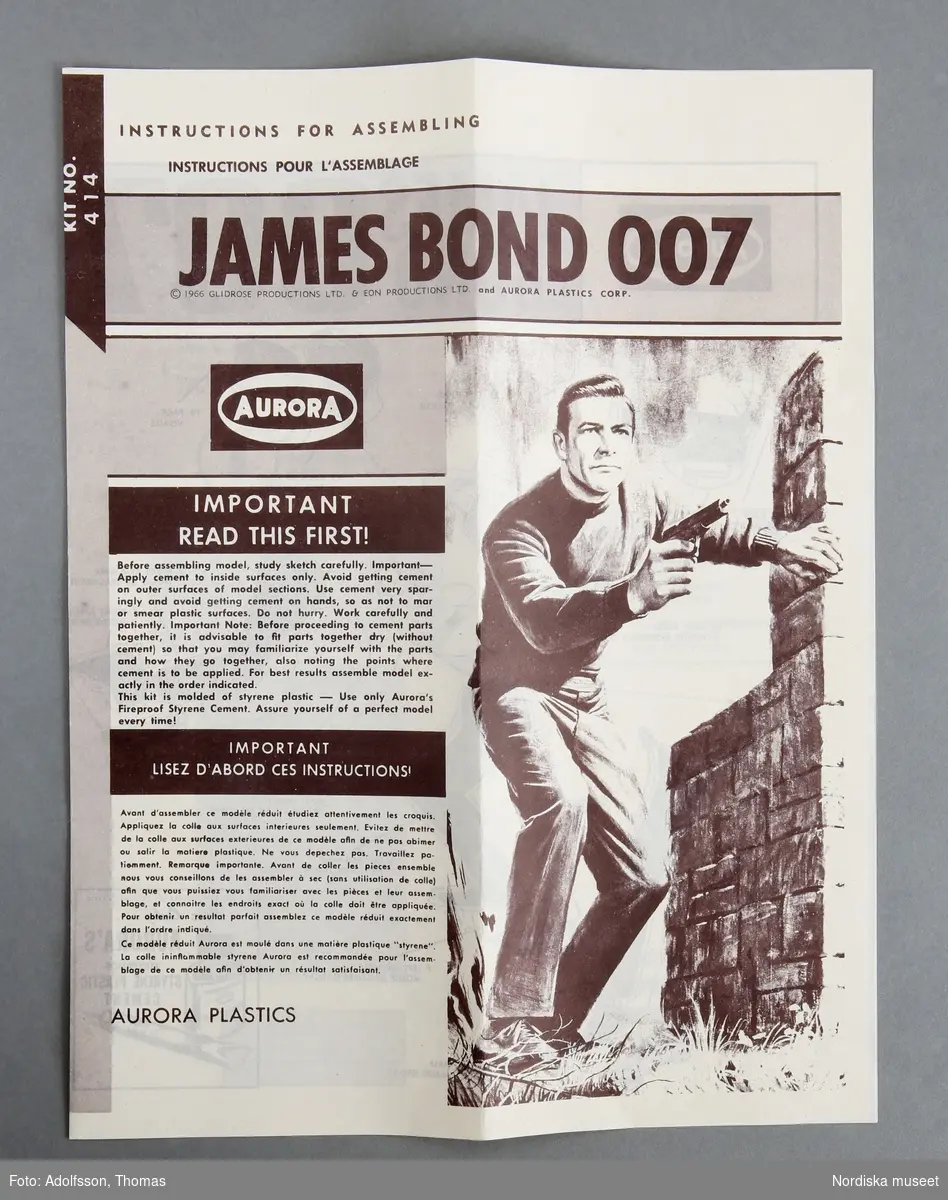 INSTRUCTIONS FOR ASSEMBLING
INSTRUCTIONS POUR L'ASSEMBLAGE
KIT NO.
414
JAMES BOND 007
© 1966 GLIDROSE PRODUCTIONS LTD. & EON PRODUCTIONS LTD. and AURORA PLASTICS CORP.
AURORA
IMPORTANT
READ THIS FIRST!
Before assembling model, study sketch carefully. Important—
Apply cement to inside surfaces only. Avoid getting cement
on outer surfaces of model sections. Use cement very spar-
ingly and avoid getting cement on hands, so as not to mar
or smear plastic surfaces. Do not hurry. Work carefully and
patiently. Important Note: Before proceeding to cement parts
together, it is advisable to fit parts together dry (without
cement) so that you may familiarize yourself with the parts
and how they go together, also noting the points where
cement is to be applied. For best results assemble model ex-
actly in the order indicated.
This kit is molded of styrene plastic — Use only Aurora's
Fireproof Styrene Cement. Assure yourself of a perfect model
every time!
IMPORTANT
LISEZ D'ABORD CES INSTRUCTIONS!
Avant d'assembler ce modèle réduit étudiez attentivement les croquis.
Appliquez la colle aux surfaces interieures seulement. Evitez de mettre
de la colle aux surfaces exterieures de ce modèle afin de ne pas abimer
ou salir la matiere plastique. Ne vous depechez pas. Travaillez pa-
tiemment. Remarque importante. Avant de coller les pieces ensemble
nous vous conseillons de les assembler à sec (sans utilisation de colle)
afin que vous puissiez vous familiariser avec les pièces et leur assem-
blage, et connaitre les endroits exact où la colle doit être appliquée.
Pour obtenir un resultat parfait assemblez ce modèle réduit exactement
dans l'ordre indiqué.
Ce modèle réduit Aurora est moulé dans une matière plastique "styrene".
La colle ininflammable styrene Aurora est recommandée pour l'assem-
blage de ce modèle afin d'obtenir un résultat satisfaisant.
AURORA PLASTICS
Foto: Adolfsson, Thomas
Nordiska museet